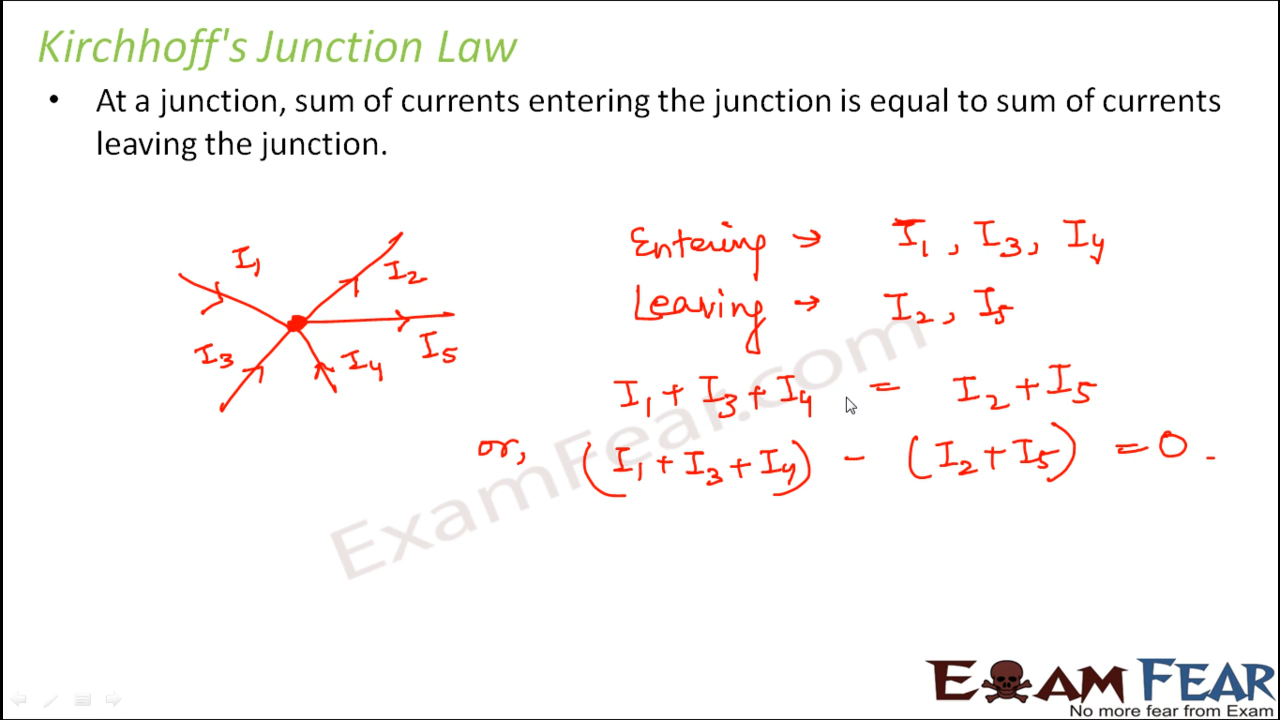 Kirchhoff's Junction Law
• At a junction, sum of currents entering the junction is equal to sum of currents
leaving the junction.
I1
I2
I3
I4
I5
Entering → I1, I3, I4
Leaving → I2, I5
I1 + I3 + I4 = I2 + I5
or, (I1 + I3 + I4) - (I2 + I5) = 0.
ExamFear.com
EXAM FEAR
No more fear from Exam